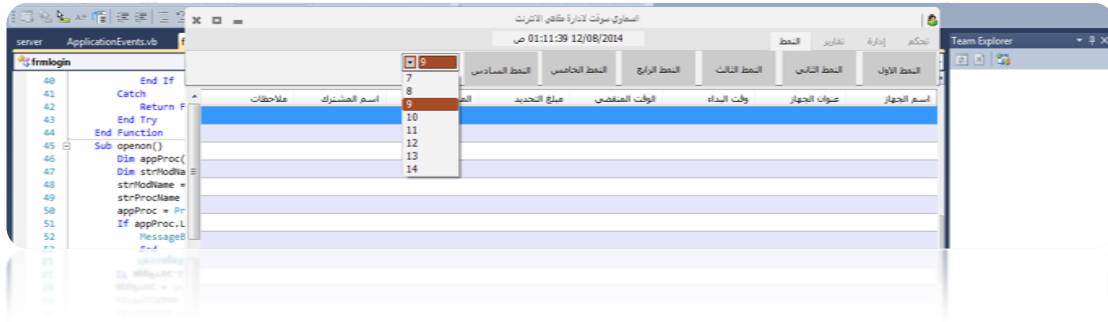 السماوي سوفت لادارة مقاهي الانترنت
01:11:39 12/08/2014 ص
تحكم إدارة تقارير النمط
النمط الاول النمط الثاني النمط الثالث النمط الرابع النمط الخامس النمط السادس 9
7
8
9
10
11
12
13
14
اسم الجهاز عنوان الجهاز وقت البداء الوقت المنقضي مبلغ التحديد اسم المشترك ملاحظات
server ApplicationEvents.vb
frmlogin
40 End If
41 Catch
42 Return F
43 End Try
44 End Function
45 Sub openon()
46 Dim appProc(
47 Dim strModNa
48 strModName =
49 strProcName
50 appProc = Pr
51 If appProc.L
52 MessageB
Team Explorer